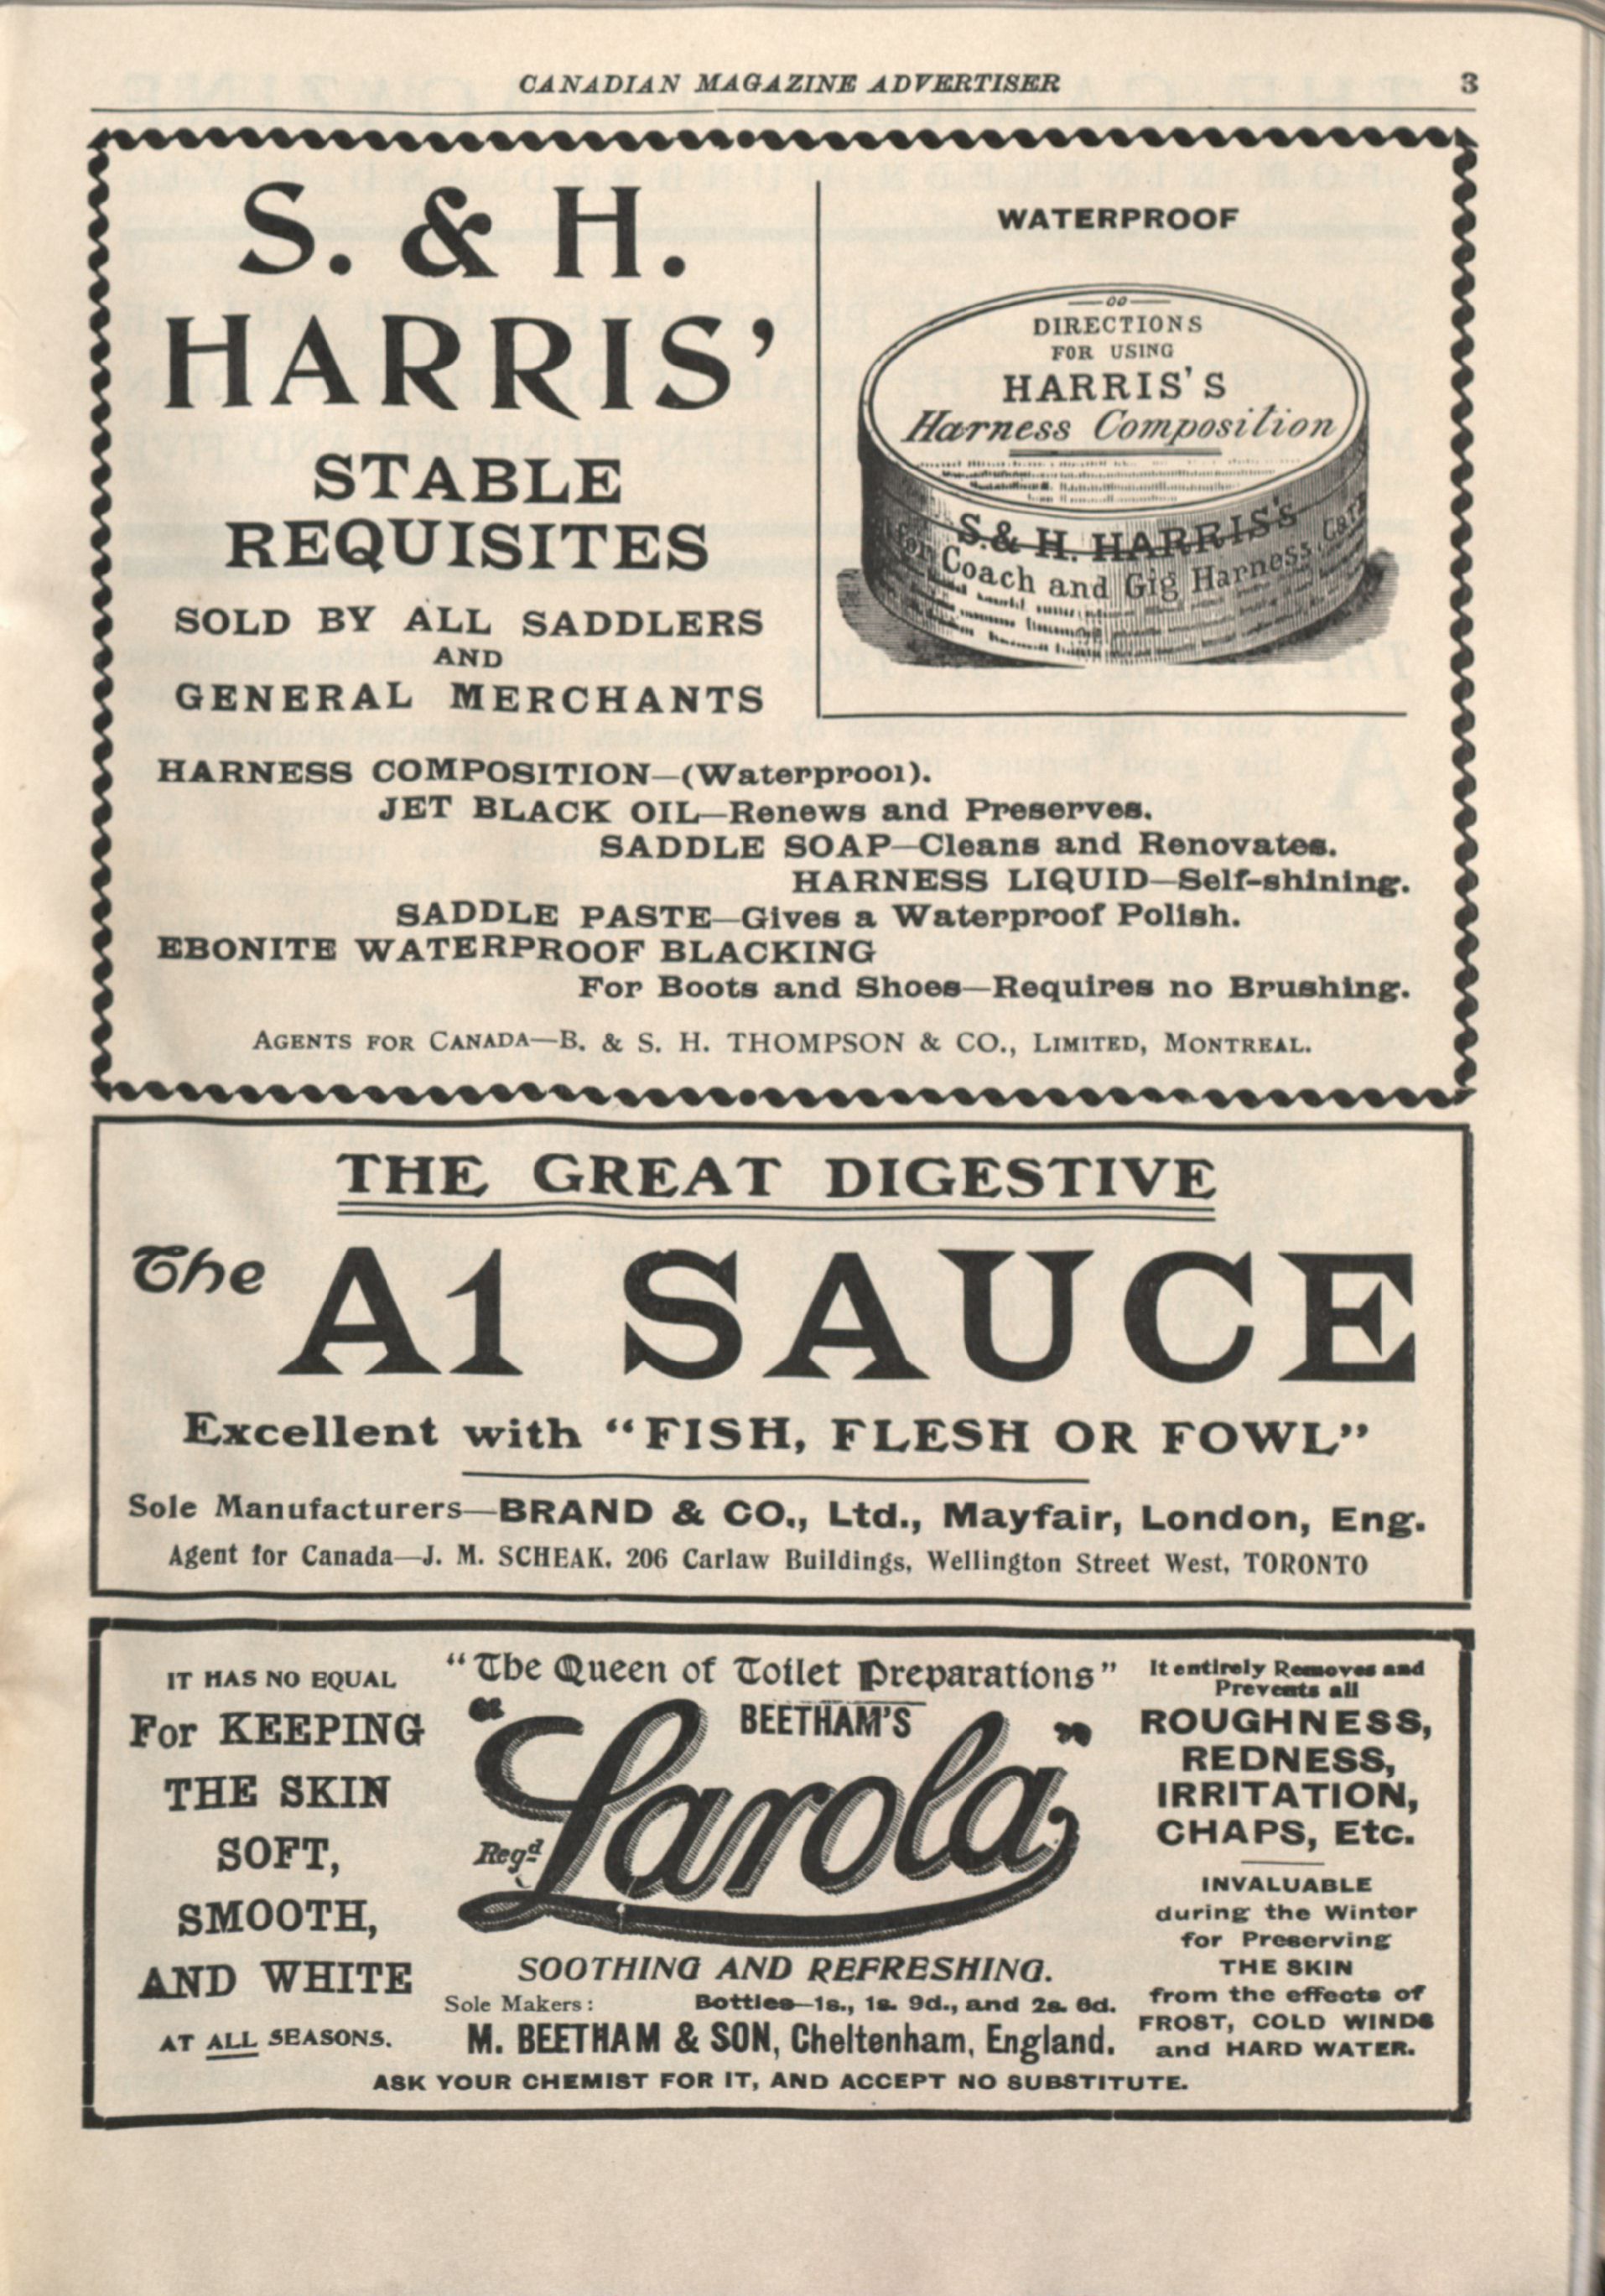 CANADIAN MAGAZINE ADVERTISER 3
S. & H.
HARRIS'
STABLE
REQUISITES
SOLD BY ALL SADDLERS
AND
GENERAL MERCHANTS
WATERPROOF
DIRECTIONS
FOR USING
HARRIS'S
Harness Composition
S. & H. HARRIS'S
for Coach and Gig Harness, Car
HARNESS COMPOSITION—(Waterproof).
JET BLACK OIL—Renews and Preserves.
SADDLE SOAP—Cleans and Renovates.
HARNESS LIQUID—Self-shining.
SADDLE PASTE—Gives a Waterproof Polish.
EBONITE WATERPROOF BLACKING
For Boots and Shoes—Requires no Brushing.
AGENTS FOR CANADA—B. & S. H. THOMPSON & CO., LIMITED, MONTREAL.
THE GREAT DIGESTIVE
The A1 SAUCE
Excellent with "FISH, FLESH OR FOWL"
Sole Manufacturers—BRAND & CO., Ltd., Mayfair, London, Eng.
Agent for Canada—J. M. SCHEAK, 206 Carlaw Buildings, Wellington Street West, TORONTO
IT HAS NO EQUAL
For KEEPING
THE SKIN
SOFT,
SMOOTH,
AND WHITE
AT ALL SEASONS.
"The Queen of Toilet Preparations"
BEETHAM'S
"Larola"
Regd
SOOTHING AND REFRESHING.
Sole Makers: Bottles—1s., 1s. 9d., and 2s. 6d.
M. BEETHAM & SON, Cheltenham, England.
It entirely Removes and
Prevents all
ROUGHNESS,
REDNESS,
IRRITATION,
CHAPS, Etc.
INVALUABLE
during the Winter
for Preserving
THE SKIN
from the effects of
FROST, COLD WINDS
and HARD WATER.
ASK YOUR CHEMIST FOR IT, AND ACCEPT NO SUBSTITUTE.